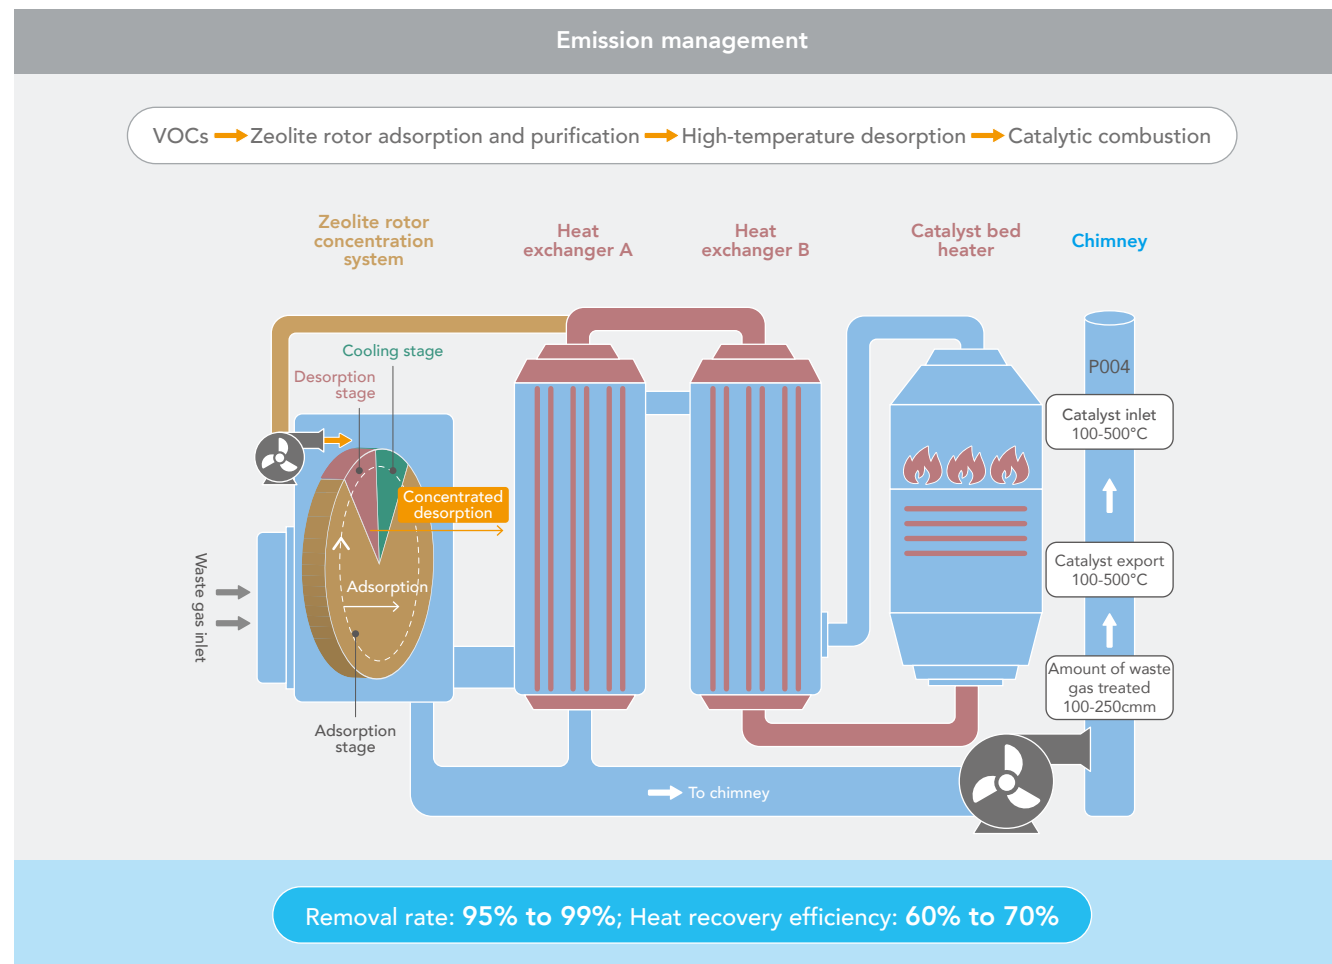 Emission management
VOCs
Zeolite rotor adsorption and purification
High-temperature desorption
Catalytic combustion
Zeolite rotor
concentration
system
Heat
exchanger A
Heat
exchanger B
Catalyst bed
heater
Chimney
Cooling stage
Desorption
stage
Concentrated
desorption
Adsorption
Waste gas inlet
Adsorption
stage
P004
Catalyst inlet
100-500°C
Catalyst export
100-500°C
Amount of waste
gas treated
100-250cmm
To chimney
Removal rate: 95% to 99%; Heat recovery efficiency: 60% to 70%